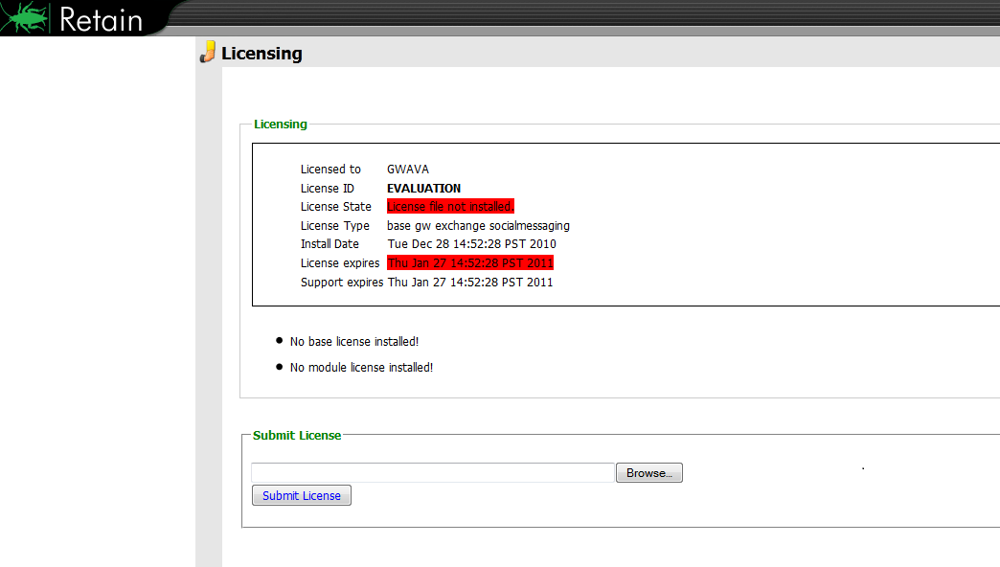 Retain
Licensing
Licensing
Licensed to GWAVA
License ID EVALUATION
License State License file not installed.
License Type base gw exchange socialmessaging
Install Date Tue Dec 28 14:52:28 PST 2010
License expires Thu Jan 27 14:52:28 PST 2011
Support expires Thu Jan 27 14:52:28 PST 2011
No base license installed!
No module license installed!
Submit License
Browse...
Submit License